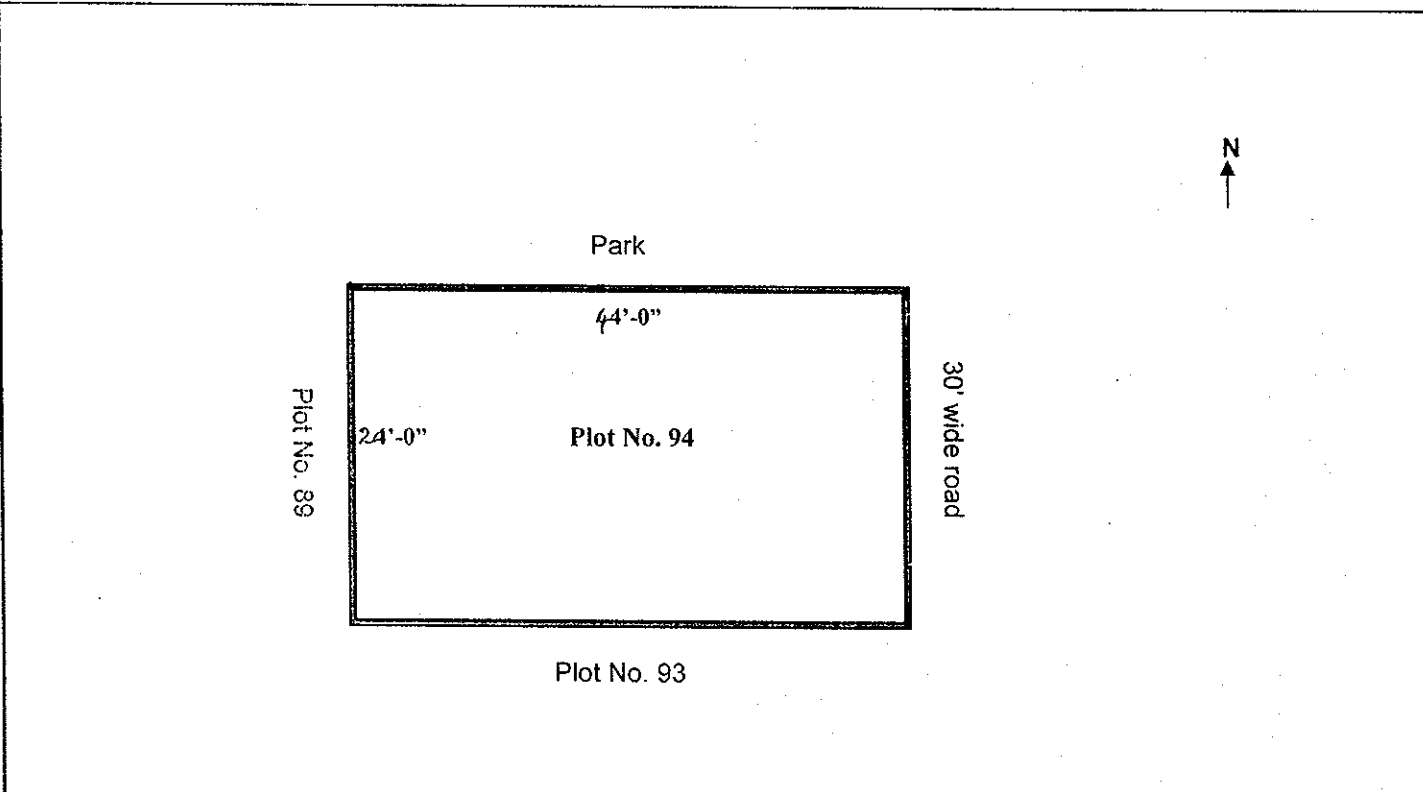 N
Park
44'-0”
Plot No. 89
24'-0”
Plot No. 94
30' wide road
Plot No. 93